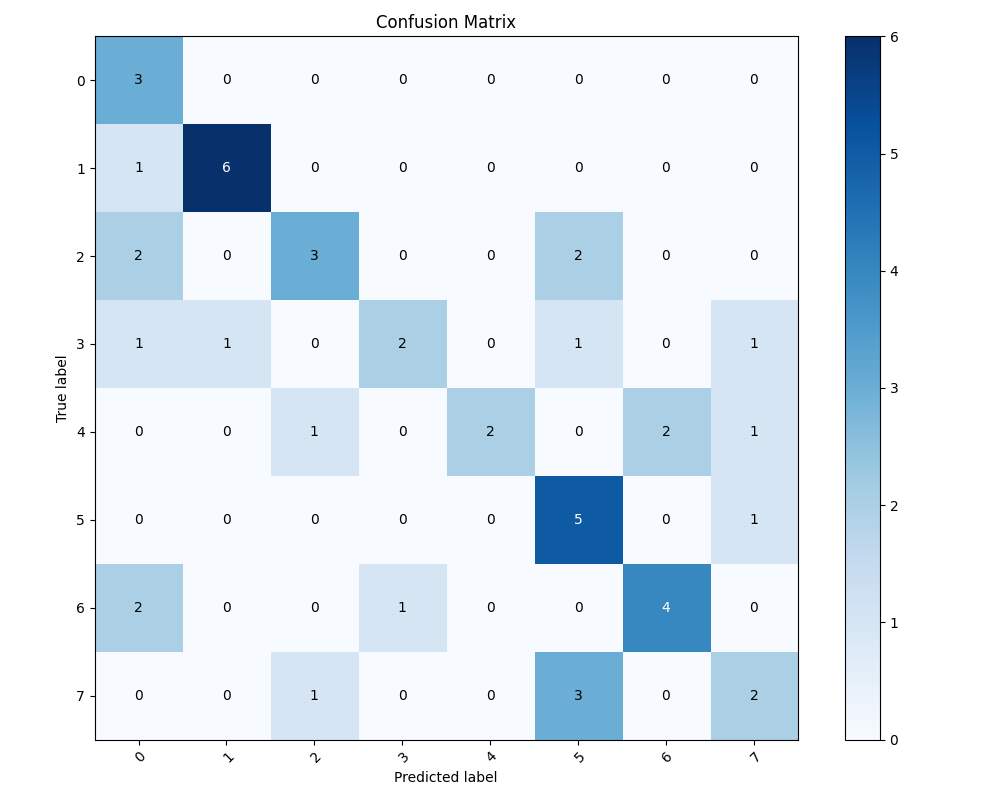 Confusion Matrix
6
0 3 0 0 0 0 0 0 0
1 1 6 0 0 0 0 0 0
5
2 2 0 3 0 0 2 0 0
4
3 1 1 0 2 0 1 0 1
True label
3
4 0 0 1 0 2 0 2 1
2
5 0 0 0 0 0 5 0 1
6 2 0 0 1 0 0 4 0
1
7 0 0 1 0 0 3 0 2
0
0 1 2 3 4 5 6 7
Predicted label